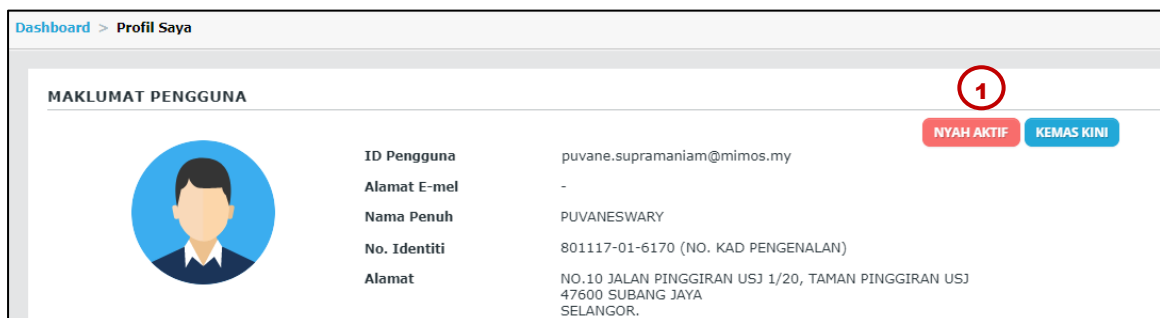 Dashboard > Profil Saya
MAKLUMAT PENGGUNA
1
NYAH AKTIF KEMAS KINI
ID Pengguna puvane.supramaniam@mimos.my
Alamat E-mel -
Nama Penuh PUVANESWARY
No. Identiti 801117-01-6170 (NO. KAD PENGENALAN)
Alamat NO.10 JALAN PINGGIRAN USJ 1/20, TAMAN PINGGIRAN USJ
47600 SUBANG JAYA
SELANGOR.